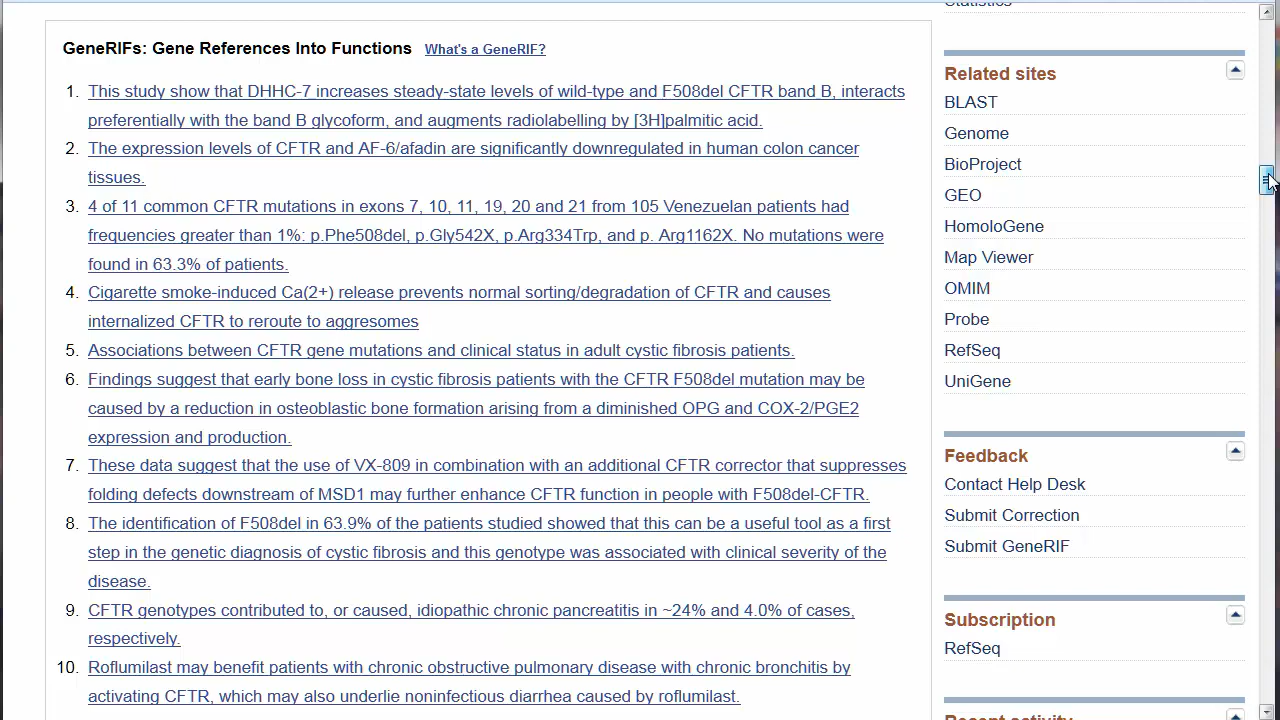 Statistics
GeneRIFs: Gene References Into Functions What's a GeneRIF?
1. This study show that DHHC-7 increases steady-state levels of wild-type and F508del CFTR band B, interacts
preferentially with the band B glycoform, and augments radiolabelling by [3H]palmitic acid.
2. The expression levels of CFTR and AF-6/afadin are significantly downregulated in human colon cancer
tissues.
3. 4 of 11 common CFTR mutations in exons 7, 10, 11, 19, 20 and 21 from 105 Venezuelan patients had
frequencies greater than 1%: p.Phe508del, p.Gly542X, p.Arg334Trp, and p. Arg1162X. No mutations were
found in 63.3% of patients.
4. Cigarette smoke-induced Ca(2+) release prevents normal sorting/degradation of CFTR and causes
internalized CFTR to reroute to aggresomes
5. Associations between CFTR gene mutations and clinical status in adult cystic fibrosis patients.
6. Findings suggest that early bone loss in cystic fibrosis patients with the CFTR F508del mutation may be
caused by a reduction in osteoblastic bone formation arising from a diminished OPG and COX-2/PGE2
expression and production.
7. These data suggest that the use of VX-809 in combination with an additional CFTR corrector that suppresses
folding defects downstream of MSD1 may further enhance CFTR function in people with F508del-CFTR.
8. The identification of F508del in 63.9% of the patients studied showed that this can be a useful tool as a first
step in the genetic diagnosis of cystic fibrosis and this genotype was associated with clinical severity of the
disease.
9. CFTR genotypes contributed to, or caused, idiopathic chronic pancreatitis in ~24% and 4.0% of cases,
respectively.
10. Roflumilast may benefit patients with chronic obstructive pulmonary disease with chronic bronchitis by
activating CFTR, which may also underlie noninfectious diarrhea caused by roflumilast.
Related sites
BLAST
Genome
BioProject
GEO
HomoloGene
Map Viewer
OMIM
Probe
RefSeq
UniGene
Feedback
Contact Help Desk
Submit Correction
Submit GeneRIF
Subscription
RefSeq
Recent activity